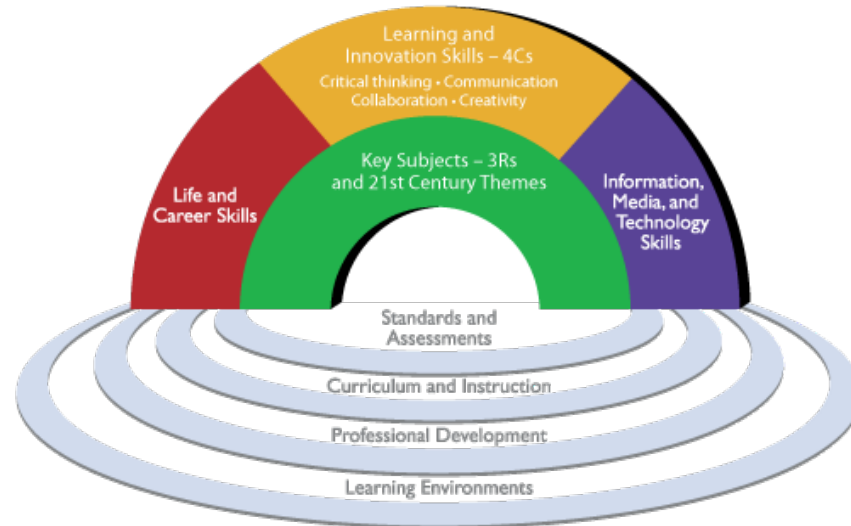 Learning and
Innovation Skills – 4Cs
Critical thinking • Communication
Collaboration • Creativity
Key Subjects – 3Rs
and 21st Century Themes
Life and
Career Skills
Information,
Media, and
Technology
Skills
Standards and
Assessments
Curriculum and Instruction
Professional Development
Learning Environments